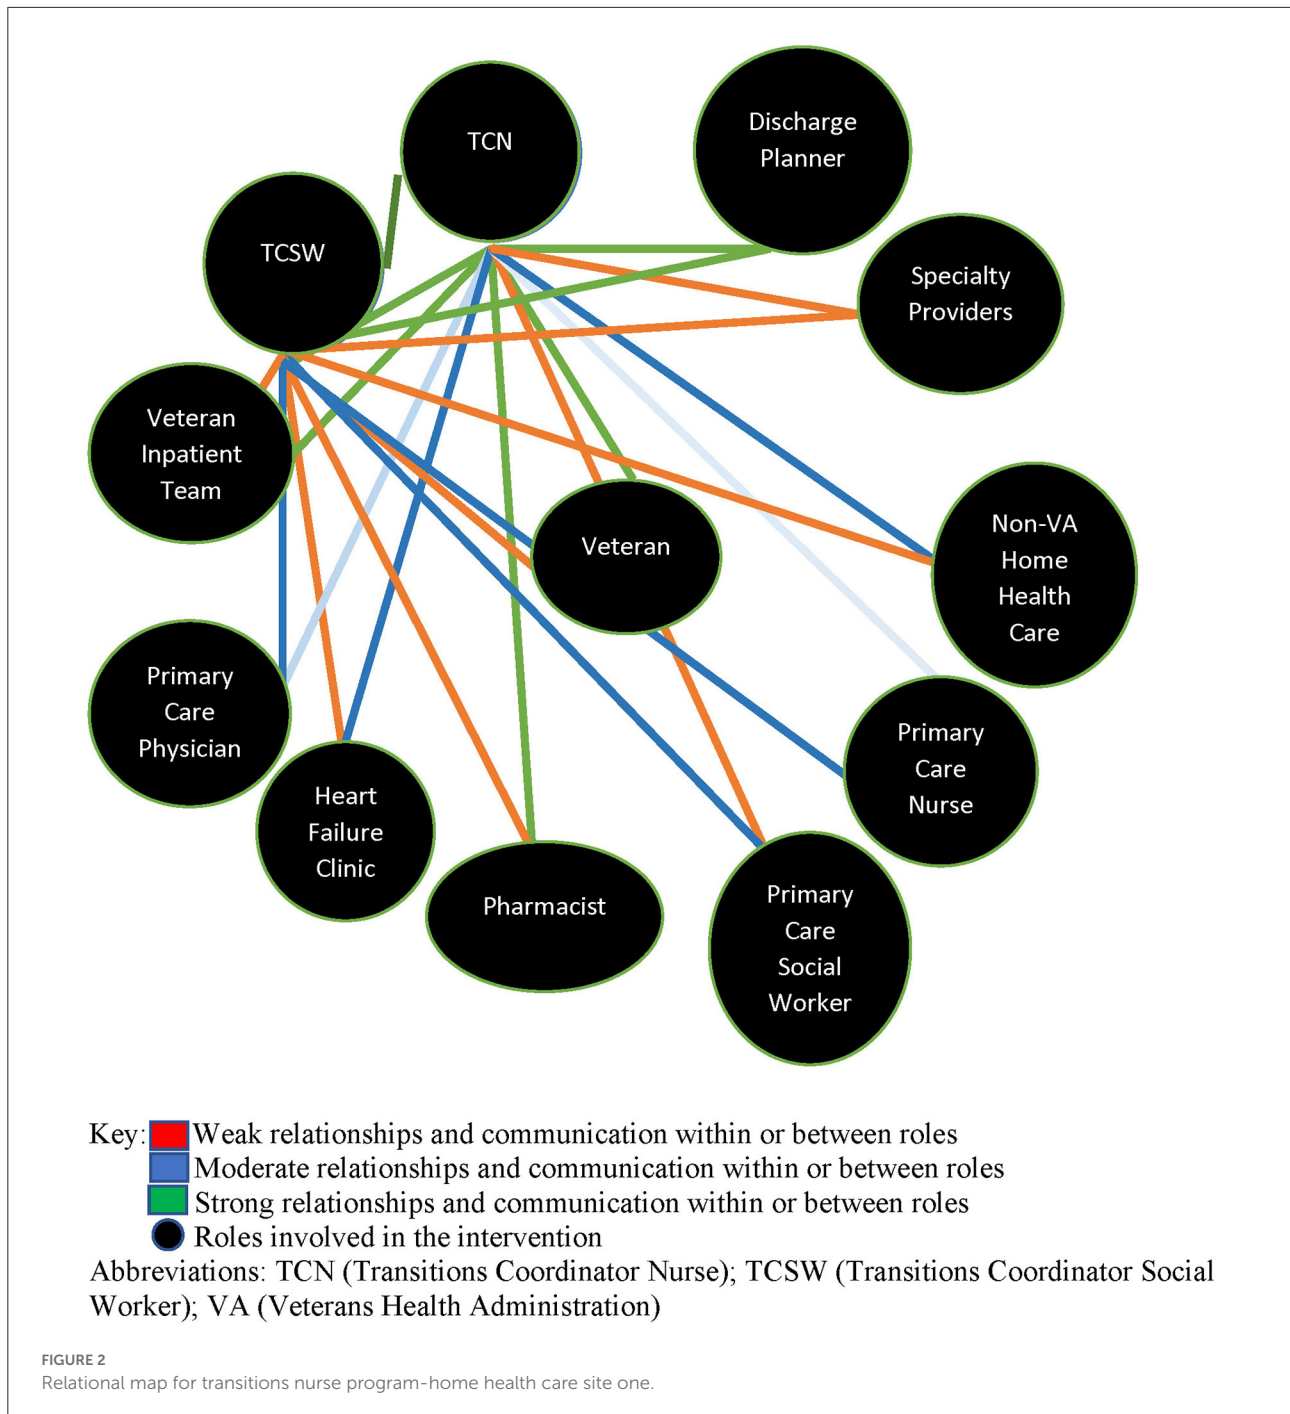 TCN
Discharge
Planner
TCSW
Specialty
Providers
Veteran
Inpatient
Team
Veteran
Non-VA
Home
Health
Care
Primary
Care
Physician
Primary
Care
Nurse
Heart
Failure
Clinic
Pharmacist
Primary
Care
Social
Worker
Key: Weak relationships and communication within or between roles
Moderate relationships and communication within or between roles
Strong relationships and communication within or between roles
Roles involved in the intervention
Abbreviations: TCN (Transitions Coordinator Nurse); TCSW (Transitions Coordinator Social
Worker); VA (Veterans Health Administration)
FIGURE 2
Relational map for transitions nurse program-home health care site one.